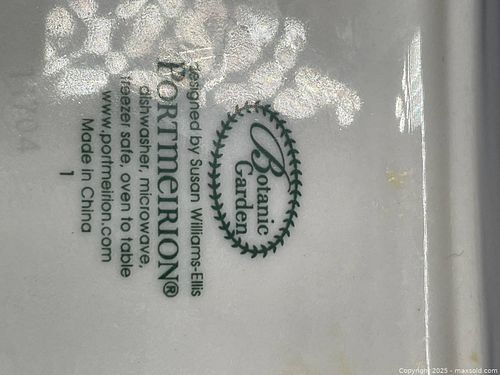 Botanic
Garden
designed by Susan Williams-Ellis
PORTMEIRION®
dishwasher, microwave,
freezer safe, oven to table
www.portmeirion.com
Made in China
1
Copyright 2025 - maxsold.com